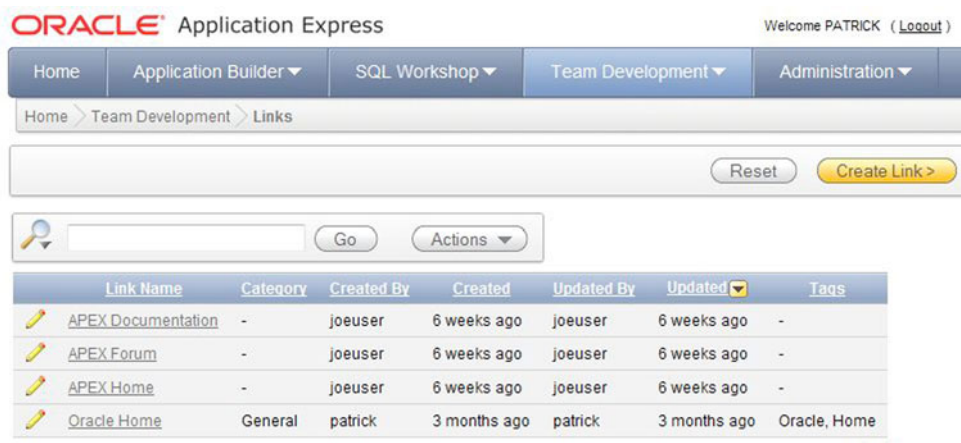 ORACLE Application Express Welcome PATRICK ( Logout )
Home Application Builder SQL Workshop Team Development Administration
Home Team Development Links
Reset Create Link >
Go Actions
Link Name Category Created By Created Updated By Updated Tags
APEX Documentation - joeuser 6 weeks ago joeuser 6 weeks ago -
APEX Forum - joeuser 6 weeks ago joeuser 6 weeks ago -
APEX Home - joeuser 6 weeks ago joeuser 6 weeks ago -
Oracle Home General patrick 3 months ago patrick 3 months ago Oracle, Home